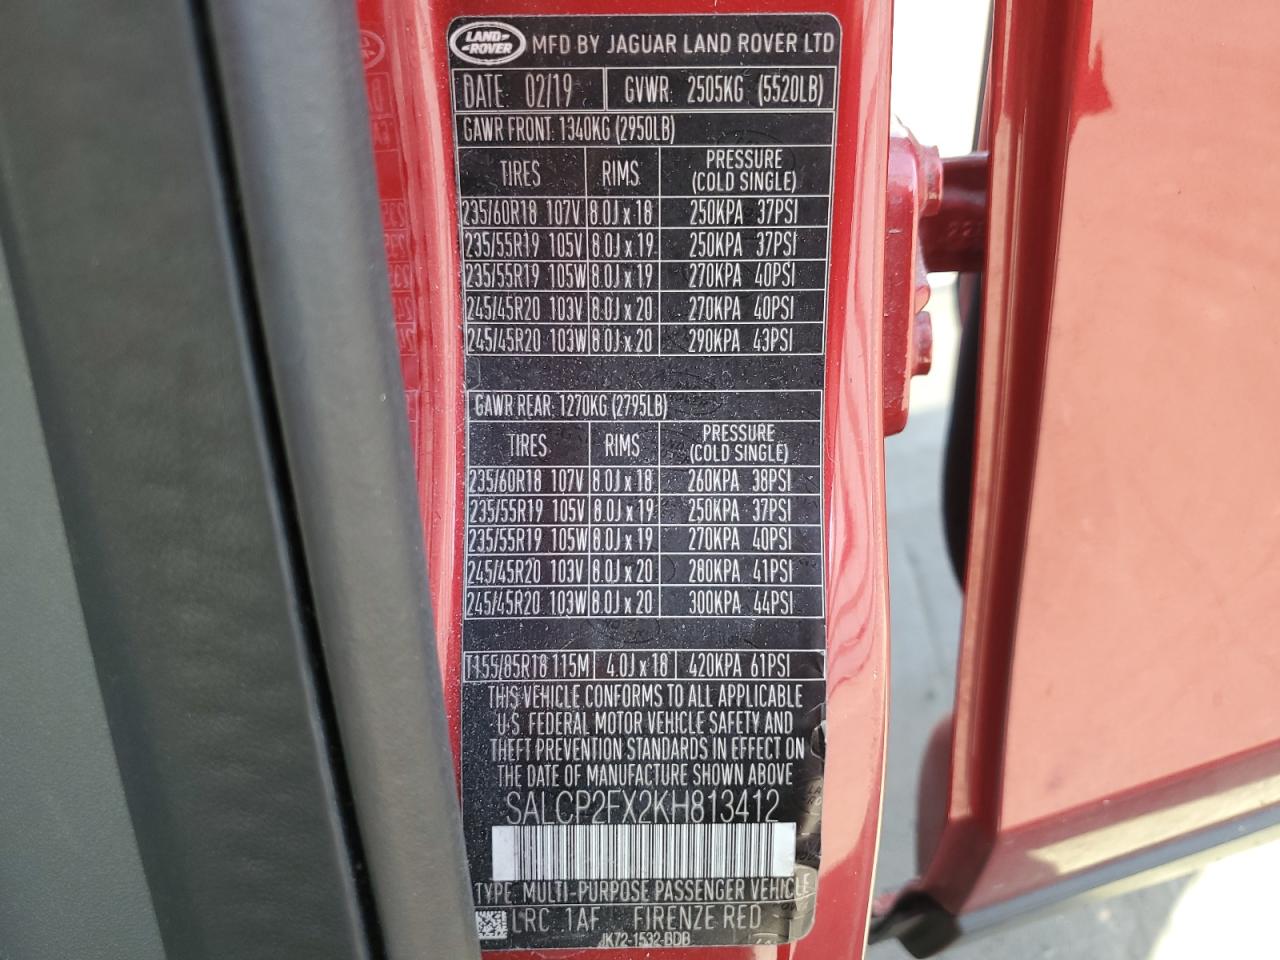 LAND ROVER MFD BY JAGUAR LAND ROVER LTD
DATE: 02/19 GVWR: 2505KG (5520LB)
GAWR FRONT: 1340KG (2950LB)
TIRES RIMS PRESSURE (COLD SINGLE)
235/60R18 107V 8.0J x 18 250KPA 37PSI
235/55R19 105V 8.0J x 19 250KPA 37PSI
235/55R19 105W 8.0J x 19 270KPA 40PSI
245/45R20 103V 8.0J x 20 270KPA 40PSI
245/45R20 103W 8.0J x 20 290KPA 43PSI
GAWR REAR: 1270KG (2795LB)
TIRES RIMS PRESSURE (COLD SINGLE)
235/60R18 107V 8.0J x 18 260KPA 38PSI
235/55R19 105V 8.0J x 19 250KPA 37PSI
235/55R19 105W 8.0J x 19 270KPA 40PSI
245/45R20 103V 8.0J x 20 280KPA 41PSI
245/45R20 103W 8.0J x 20 300KPA 44PSI
T155/85R18 115M 4.0J x 18 420KPA 61PSI
THIS VEHICLE CONFORMS TO ALL APPLICABLE
U.S. FEDERAL MOTOR VEHICLE SAFETY AND
THEFT PREVENTION STANDARDS IN EFFECT ON
THE DATE OF MANUFACTURE SHOWN ABOVE
SALCP2FX2KH813412
TYPE: MULTI-PURPOSE PASSENGER VEHICLE
LRC 1AF FIRENZE RED
JK72-1532-BDB